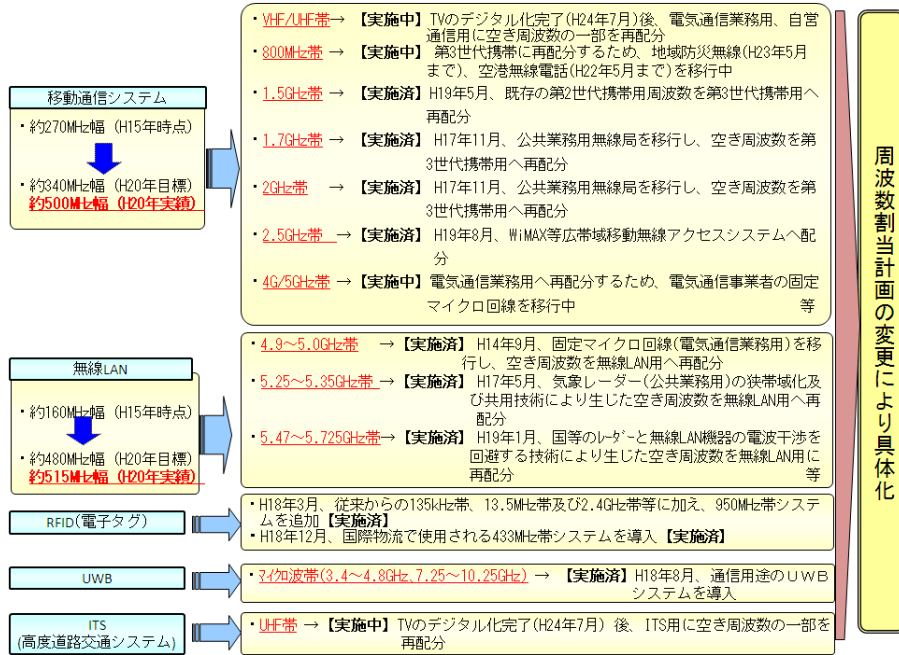 移動通信システム
・約270MHz幅 (H15年時点)
・約340MHz幅 (H20年目標)
約500MHz幅 (H20年実績)
・VHF/UHF帯→ 【実施中】 TVのデジタル化完了(H24年7月)後、電気通信業務用、自営
通信用に空き周波数の一部を再配分
・800MHz帯 → 【実施中】 第3世代携帯に再配分するため、地域防災無線(H23年5月
まで)、空港無線電話(H22年5月まで)を移行中
・1.5GHz帯 → 【実施済】 H19年5月、既存の第2世代携帯用周波数を第3世代携帯用へ
再配分
・1.7GHz帯 → 【実施済】 H17年11月、公共業務用無線局を移行し、空き周波数を第
3世代携帯用へ再配分
・2GHz帯 → 【実施済】 H17年11月、公共業務用無線局を移行し、空き周波数を第
3世代携帯用へ再配分
・2.5GHz帯 → 【実施済】 H19年8月、WiMAX等広帯域移動無線アクセスシステムへ配
分
・4G/5GHz帯 → 【実施中】 電気通信業務用へ再配分するため、電気通信事業者の固定
マイクロ回線を移行中 等
無線LAN
・約160MHz幅 (H15年時点)
・約480MHz幅 (H20年目標)
約515MHz幅 (H20年実績)
・4.9～5.0GHz帯 →【実施済】 H14年9月、固定マイクロ回線(電気通信業務用)を移
行し、空き周波数を無線LAN用へ再配分
・5.25～5.35GHz帯 →【実施済】 H17年5月、気象レーダー(公共業務用)の狭帯域化及
び共用技術により生じた空き周波数を無線LAN用へ再
配分
・5.47～5.725GHz帯→【実施済】 H19年1月、国等のﾚｰﾀﾞｰと無線LAN機器の電波干渉を
回避する技術により生じた空き周波数を無線LAN用に
再配分 等
RFID(電子タグ)
・H18年3月、従来からの135kHz帯、13.5MHz帯及び2.4GHz帯等に加え、950MHz帯システ
ムを追加【実施済】
・H18年12月、国際物流で使用される433MHz帯システムを導入 【実施済】
UWB
・ﾏｲｸﾛ波帯(3.4～4.8GHz、7.25～10.25GHz) → 【実施済】 H18年8月、通信用途のUWB
システムを導入
ITS
(高度道路交通システム)
・UHF帯 → 【実施中】 TVのデジタル化完了(H24年7月) 後、ITS用に空き周波数の一部を
再配分
周波数割当計画の変更により具体化